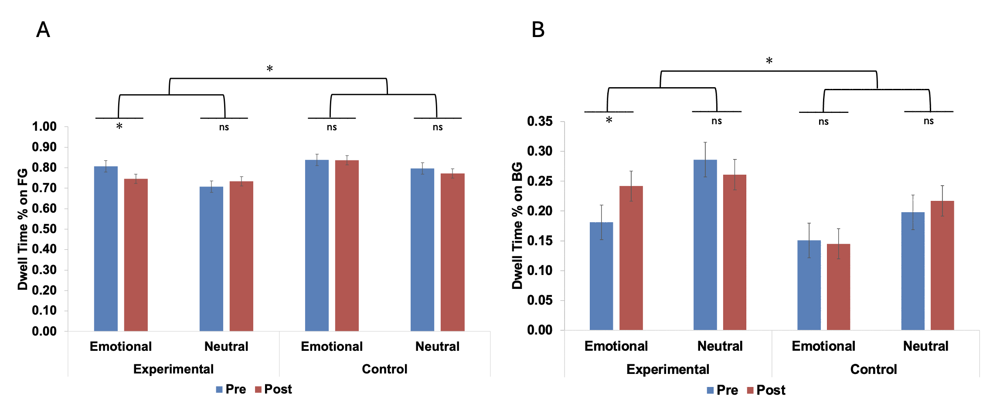 A
*
* ns ns ns
1.00
0.90
0.80
0.70
0.60
0.50
0.40
0.30
0.20
0.10
0.00
Dwell Time % on FG
Emotional Neutral Emotional Neutral
Experimental Control
Pre Post
B
*
* ns ns ns
0.35
0.30
0.25
0.20
0.15
0.10
0.05
0.00
Dwell Time % on BG
Emotional Neutral Emotional Neutral
Experimental Control
Pre Post